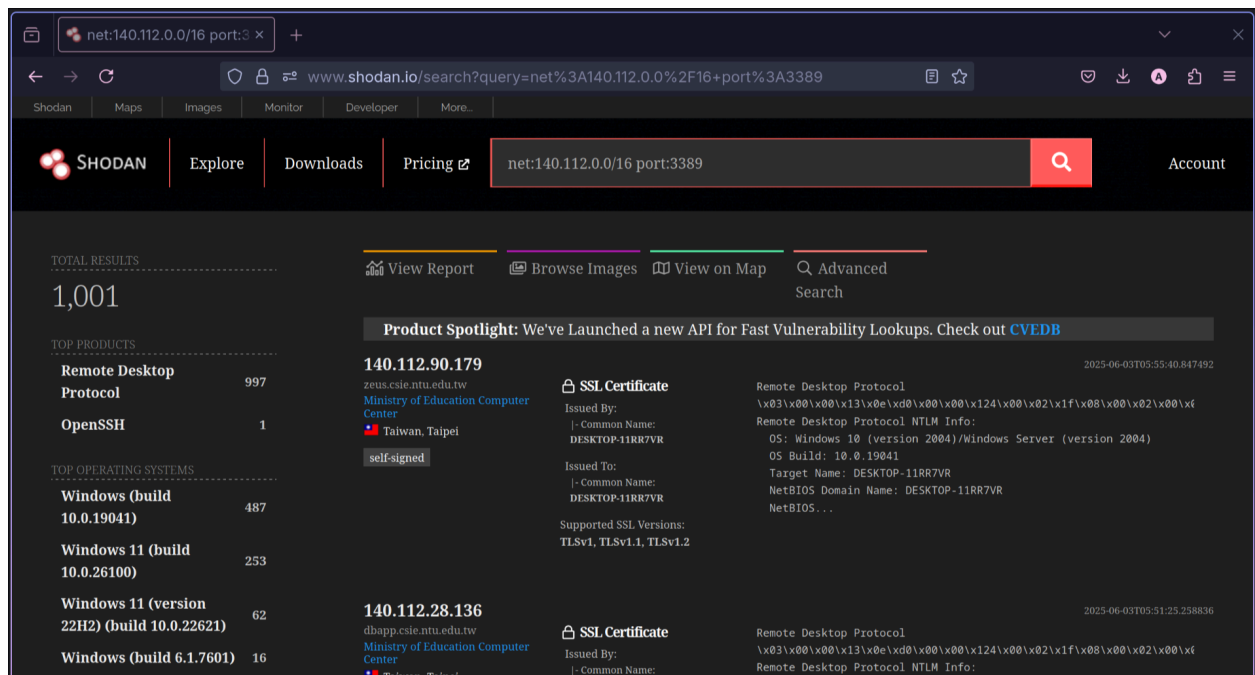 net:140.112.0.0/16 port:3
www.shodan.io/search?query=net%3A140.112.0.0%2F16+port%3A3389
Shodan Maps Images Monitor Developer More...
SHODAN Explore Downloads Pricing net:140.112.0.0/16 port:3389 Account
TOTAL RESULTS
1,001
TOP PRODUCTS
Remote Desktop
Protocol
997
OpenSSH 1
TOP OPERATING SYSTEMS
Windows (build
10.0.19041)
487
Windows 11 (build
10.0.26100)
253
Windows 11 (version
22H2) (build 10.0.22621)
62
Windows (build 6.1.7601) 16
View Report Browse Images View on Map Advanced
Search
Product Spotlight: We've Launched a new API for Fast Vulnerability Lookups. Check out CVEDB
140.112.90.179
zeus.csie.ntu.edu.tw
Ministry of Education Computer
Center
Taiwan, Taipei
self-signed
SSL Certificate
Issued By:
|- Common Name:
DESKTOP-11RR7VR
Issued To:
|- Common Name:
DESKTOP-11RR7VR
Supported SSL Versions:
TLSv1, TLSv1.1, TLSv1.2
2025-06-03T05:55:40.847492
Remote Desktop Protocol
\x03\x00\x00\x13\x0e\xd0\x00\x00\x124\x00\x02\x1f\x08\x00\x02\x00\x0
Remote Desktop Protocol NTLM Info:
OS: Windows 10 (version 2004)/Windows Server (version 2004)
OS Build: 10.0.19041
Target Name: DESKTOP-11RR7VR
NetBIOS Domain Name: DESKTOP-11RR7VR
NetBIOS...
140.112.28.136
dbapp.csie.ntu.edu.tw
Ministry of Education Computer
Center
Taiwan, Taipei
SSL Certificate
Issued By:
|- Common Name:
2025-06-03T05:51:25.258836
Remote Desktop Protocol
\x03\x00\x00\x13\x0e\xd0\x00\x00\x124\x00\x02\x1f\x08\x00\x02\x00\x0
Remote Desktop Protocol NTLM Info: